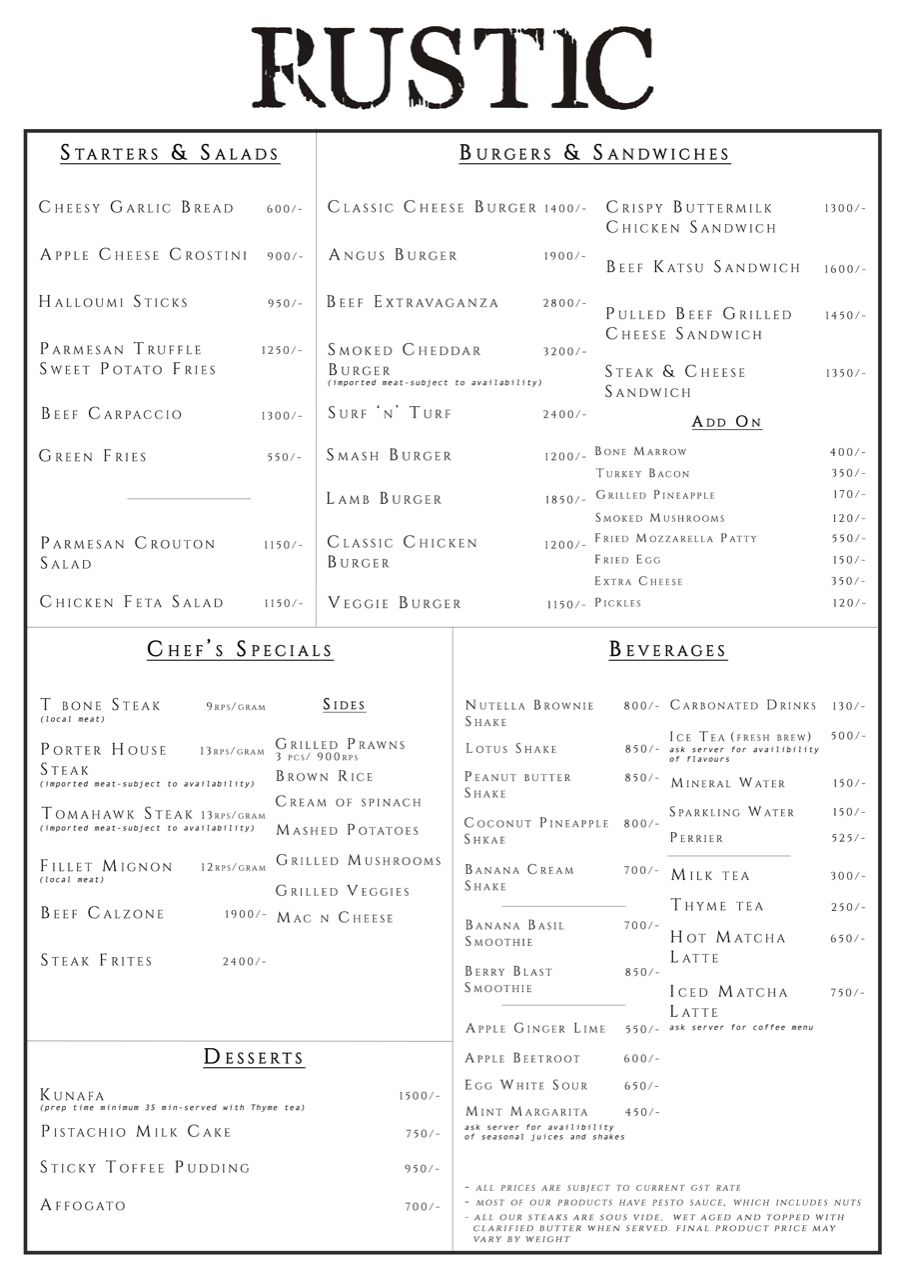 RUSTIC
STARTERS & SALADS
CHEESY GARLIC BREAD 600/-
APPLE CHEESE CROSTINI 900/-
HALLOUMI STICKS 950/-
PARMESAN TRUFFLE 1250/-
SWEET POTATO FRIES
BEEF CARPACCIO 1300/-
GREEN FRIES 550/-
PARMESAN CROUTON 1150/-
SALAD
CHICKEN FETA SALAD 1150/-
BURGERS & SANDWICHES
CLASSIC CHEESE BURGER 1400/-
ANGUS BURGER 1900/-
BEEF EXTRAVAGANZA 2800/-
SMOKED CHEDDAR 3200/-
BURGER
(imported meat-subject to availability)
SURF 'N' TURF 2400/-
SMASH BURGER 1200/-
LAMB BURGER 1850/-
CLASSIC CHICKEN 1200/-
BURGER
VEGGIE BURGER 1150/-
CRISPY BUTTERMILK 1300/-
CHICKEN SANDWICH
BEEF KATSU SANDWICH 1600/-
PULLED BEEF GRILLED 1450/-
CHEESE SANDWICH
STEAK & CHEESE 1350/-
SANDWICH
ADD ON
BONE MARROW 400/-
TURKEY BACON 350/-
GRILLED PINEAPPLE 170/-
SMOKED MUSHROOMS 120/-
FRIED MOZZARELLA PATTY 550/-
FRIED EGG 150/-
EXTRA CHEESE 350/-
PICKLES 120/-
CHEF'S SPECIALS
T BONE STEAK 9RPS/GRAM
(local meat)
PORTER HOUSE 13RPS/GRAM
STEAK
(imported meat-subject to availability)
TOMAHAWK STEAK 13RPS/GRAM
(imported meat-subject to availability)
FILLET MIGNON 12RPS/GRAM
(local meat)
BEEF CALZONE 1900/-
STEAK FRITES 2400/-
SIDES
GRILLED PRAWNS
3 PCS/ 900RPS
BROWN RICE
CREAM OF SPINACH
MASHED POTATOES
GRILLED MUSHROOMS
GRILLED VEGGIES
MAC N CHEESE
DESSERTS
KUNAFA 1500/-
(prep time minimum 35 min-served with Thyme tea)
PISTACHIO MILK CAKE 750/-
STICKY TOFFEE PUDDING 950/-
AFFOGATO 700/-
BEVERAGES
NUTELLA BROWNIE 800/-
SHAKE
LOTUS SHAKE 850/-
PEANUT BUTTER 850/-
SHAKE
COCONUT PINEAPPLE 800/-
SHKAE
BANANA CREAM 700/-
SHAKE
BANANA BASIL 700/-
SMOOTHIE
BERRY BLAST 850/-
SMOOTHIE
APPLE GINGER LIME 550/-
APPLE BEETROOT 600/-
EGG WHITE SOUR 650/-
MINT MARGARITA 450/-
ask server for availibility
of seasonal juices and shakes
CARBONATED DRINKS 130/-
ICE TEA (FRESH BREW) 500/-
ask server for availibility
of flavours
MINERAL WATER 150/-
SPARKLING WATER 150/-
PERRIER 525/-
MILK TEA 300/-
THYME TEA 250/-
HOT MATCHA 650/-
LATTE
ICED MATCHA 750/-
LATTE
ask server for coffee menu
- ALL PRICES ARE SUBJECT TO CURRENT GST RATE
- MOST OF OUR PRODUCTS HAVE PESTO SAUCE, WHICH INCLUDES NUTS
- ALL OUR STEAKS ARE SOUS VIDE, WET AGED AND TOPPED WITH
CLARIFIED BUTTER WHEN SERVED. FINAL PRODUCT PRICE MAY
VARY BY WEIGHT